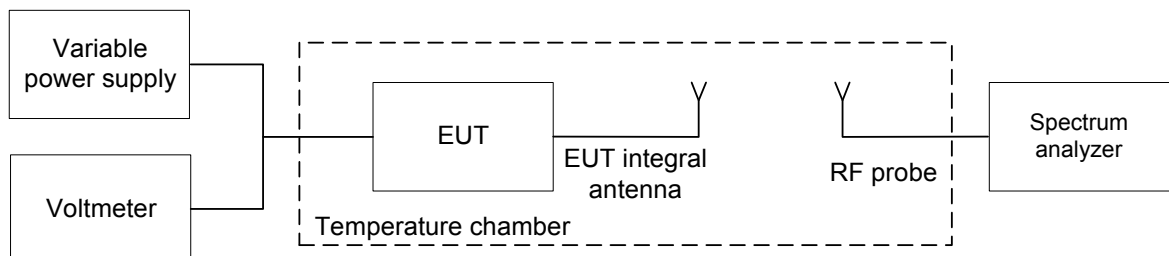 Variable
power supply
Voltmeter
EUT
EUT integral
antenna
RF probe
Temperature chamber
Spectrum
analyzer